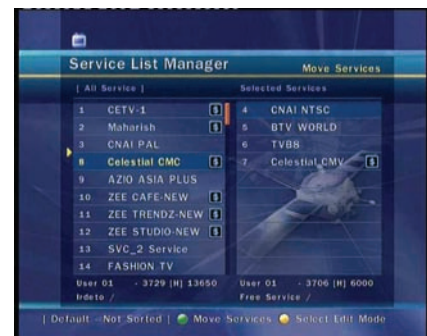 Service List Manager
Move Services
[ All Service ]
Selected Services
1 CETV-1 $
2 Maharish $
3 CNAI PAL
8 Celestial CMC $
9 AZIO ASIA PLUS
10 ZEE CAFE-NEW $
11 ZEE TRENDZ-NEW $
12 ZEE STUDIO-NEW $
13 SVC_2 Service
14 FASHION TV
4 CNAI NTSC
5 BTV WORLD
6 TVBS
7 Celestial CMV $
User 01 - 3729 [H] 13650
Irdeto /
User 01 - 3706 [H] 6000
Free Service /
[ Default - Not Sorted ] Move Services Select Edit Mode